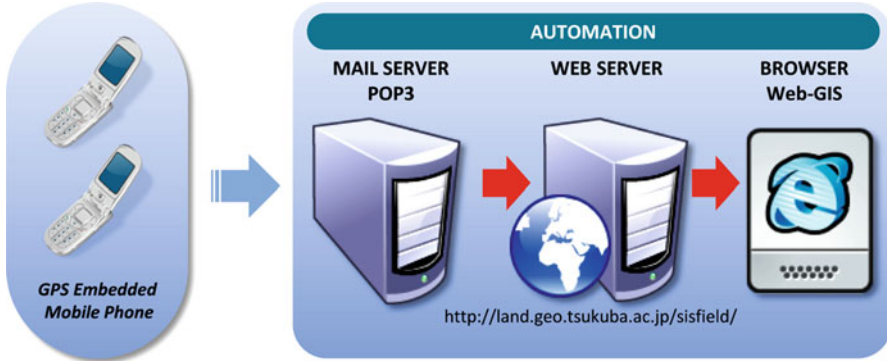 AUTOMATION
MAIL SERVER
POP3
WEB SERVER
BROWSER
Web-GIS
GPS Embedded
Mobile Phone
http://land.geo.tsukuba.ac.jp/sisfield/